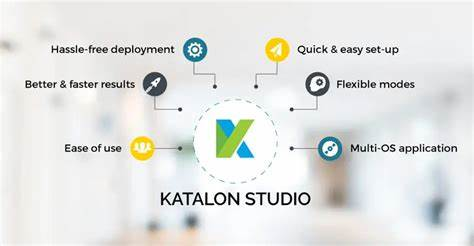 Hassle-free deployment
Quick & easy set-up
Better & faster results
Flexible modes
Ease of use
Multi-OS application
KATALON STUDIO